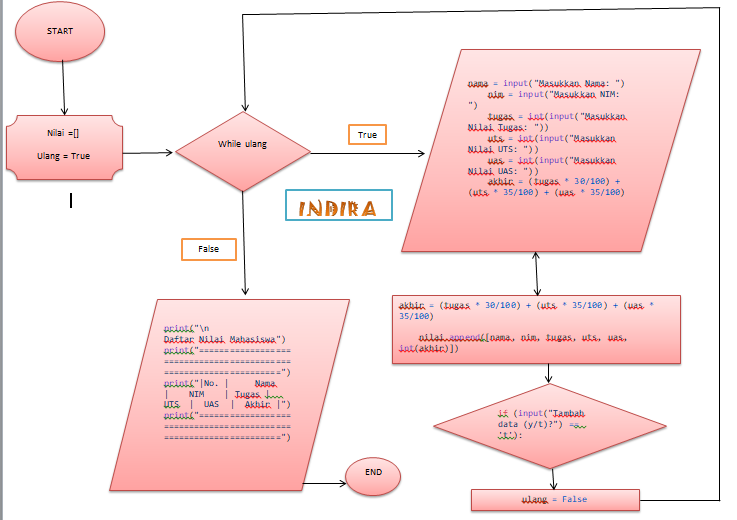 START
Nilai =[]
Ulang = True
While ulang
True
INDIRA
False
nama = input("Masukkan Nama: ")
nim = input("Masukkan NIM:
")
tugas = int(input("Masukkan
Nilai Tugas: "))
uts = int(input("Masukkan
Nilai UTS: "))
uas = int(input("Masukkan
Nilai UAS: "))
akhir = (tugas * 30/100) +
(uts * 35/100) + (uas * 35/100)
akhir = (tugas * 30/100) + (uts * 35/100) + (uas *
35/100)
nilai.append([nama, nim, tugas, uts, uas,
int(akhir)])
if (input("Tambah
data (y/t)?") ==
't'):
ulang = False
print("\n
Daftar Nilai Mahasiswa")
print("=================
========================
======================")
print("|No. |     Nama
|    NIM    | Tugas |
UTS  |  UAS  |  Akhir |")
print("=================
========================
======================")
END